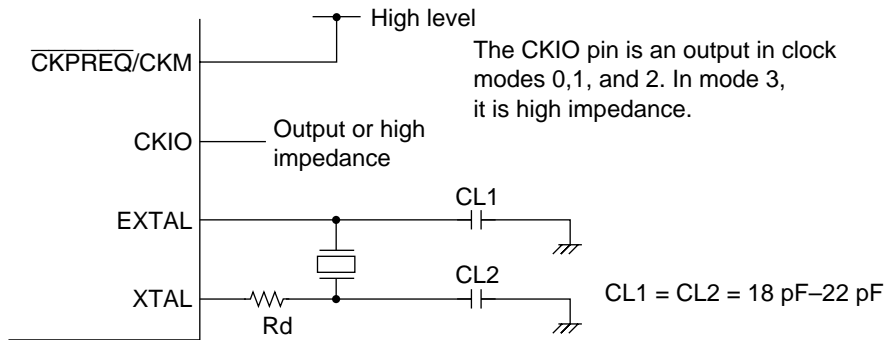 High level
CKPREQ/CKM
The CKIO pin is an output in clock
modes 0,1, and 2. In mode 3,
it is high impedance.
CKIO
Output or high
impedance
EXTAL
CL1
XTAL
Rd
CL2
CL1 = CL2 = 18 pF–22 pF